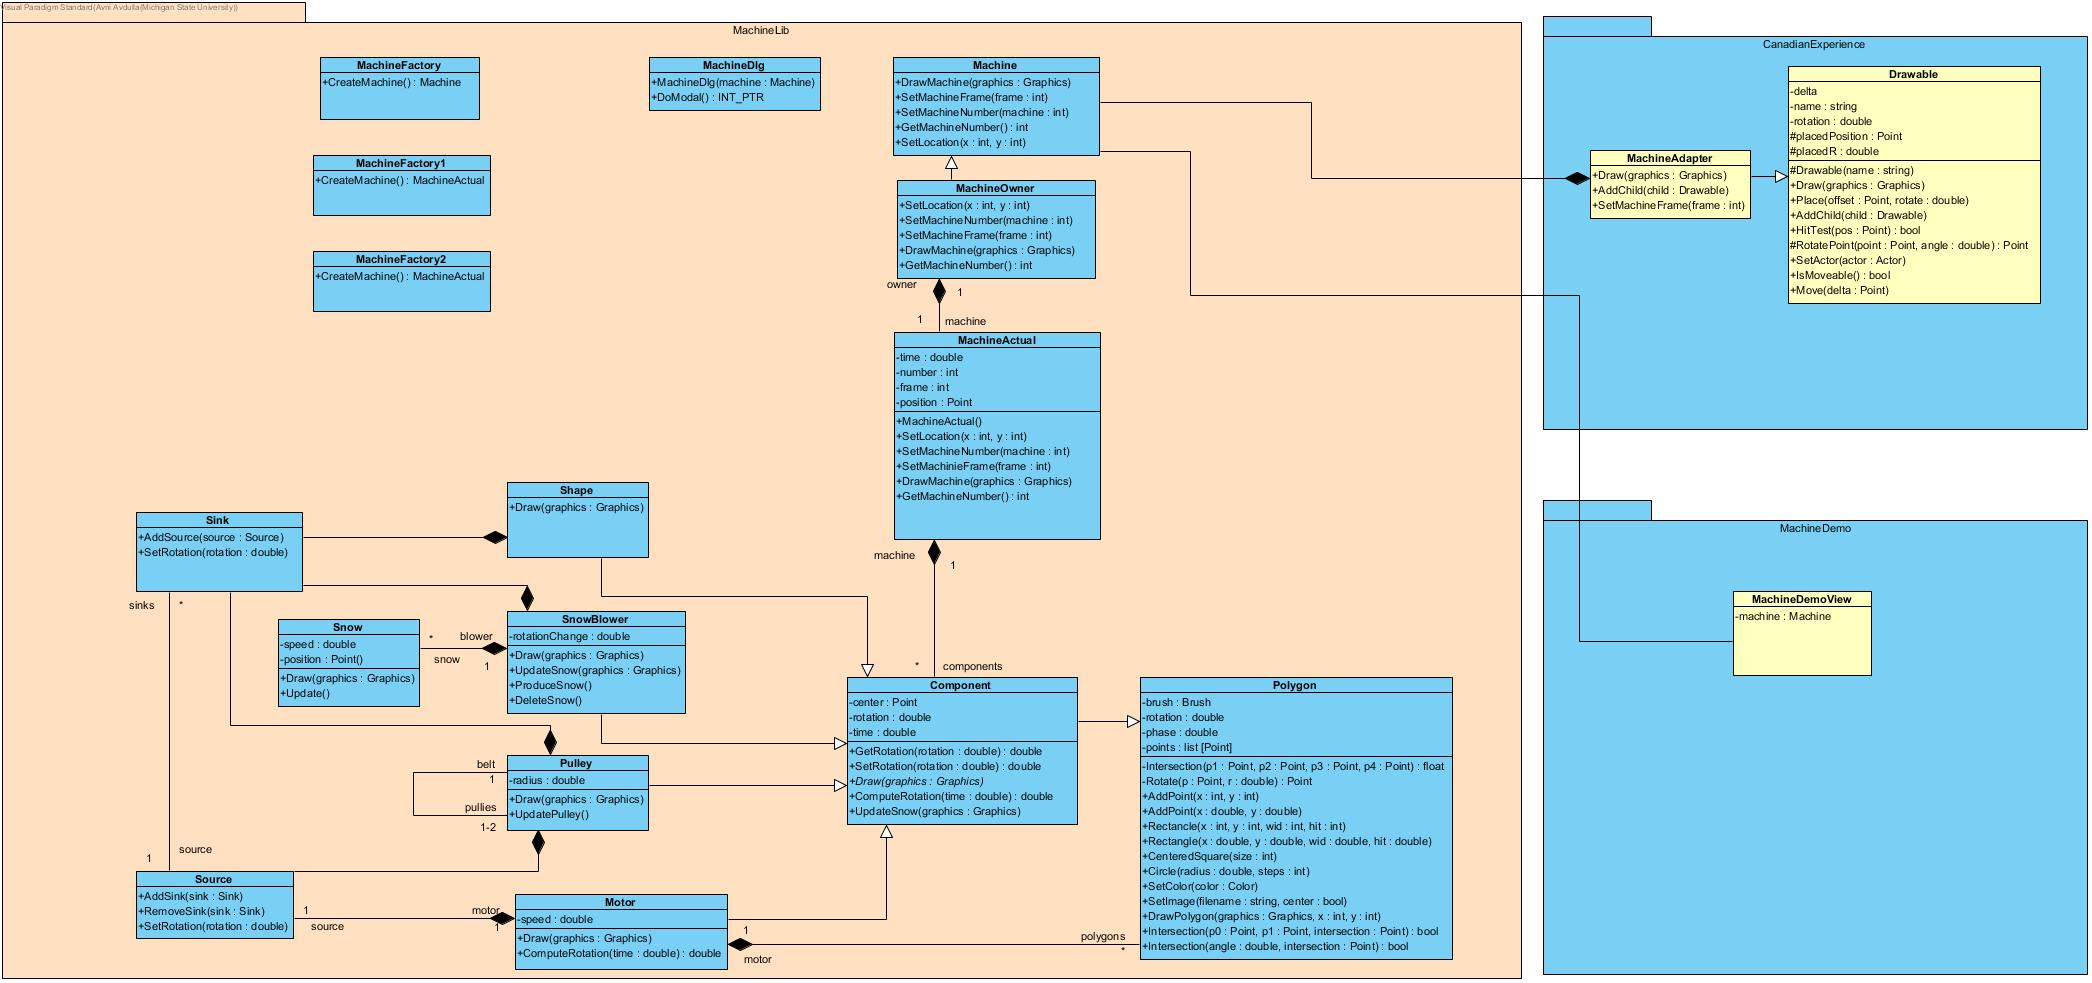 Visual Paradigm Standard(Avni Avdulla(Michigan State University))
MachineLib
MachineFactory
+CreateMachine() : Machine
MachineFactory1
+CreateMachine() : MachineActual
MachineFactory2
+CreateMachine() : MachineActual
MachineDlg
+MachineDlg(machine : Machine)
+DoModal() : INT_PTR
Machine
+DrawMachine(graphics : Graphics)
+SetMachineFrame(frame : int)
+SetMachineNumber(machine : int)
+GetMachineNumber() : int
+SetLocation(x : int, y : int)
MachineOwner
+SetLocation(x : int, y : int)
+SetMachineNumber(machine : int)
+SetMachineFrame(frame : int)
+DrawMachine(graphics : Graphics)
+GetMachineNumber() : int
owner
1
1
machine
MachineActual
-time : double
-number : int
-frame : int
-position : Point
+MachineActual()
+SetLocation(x : int, y : int)
+SetMachineNumber(machine : int)
+SetMachinieFrame(frame : int)
+DrawMachine(graphics : Graphics)
+GetMachineNumber() : int
machine
1
*
components
Shape
+Draw(graphics : Graphics)
Sink
+AddSource(source : Source)
+SetRotation(rotation : double)
sinks
*
Snow
-speed : double
-position : Point()
+Draw(graphics : Graphics)
+Update()
*
snow
blower
1
SnowBlower
-rotationChange : double
+Draw(graphics : Graphics)
+UpdateSnow(graphics : Graphics)
+ProduceSnow()
+DeleteSnow()
Pulley
-radius : double
+Draw(graphics : Graphics)
+UpdatePulley()
belt
1
pullies
1-2
source
1
Source
+AddSink(sink : Sink)
+RemoveSink(sink : Sink)
+SetRotation(rotation : double)
1
source
motor
1
Motor
-speed : double
+Draw(graphics : Graphics)
+ComputeRotation(time : double) : double
1
motor
polygons
*
Component
-center : Point
-rotation : double
-time : double
+GetRotation(rotation : double) : double
+SetRotation(rotation : double) : double
+Draw(graphics : Graphics)
+ComputeRotation(time : double) : double
+UpdateSnow(graphics : Graphics)
Polygon
-brush : Brush
-rotation : double
-phase : double
-points : list [Point]
-Intersection(p1 : Point, p2 : Point, p3 : Point, p4 : Point) : float
-Rotate(p : Point, r : double) : Point
+AddPoint(x : int, y : int)
+AddPoint(x : double, y : double)
+Rectancle(x : int, y : int, wid : int, hit : int)
+Rectangle(x : double, y : double, wid : double, hit : double)
+CenteredSquare(size : int)
+Circle(radius : double, steps : int)
+SetColor(color : Color)
+SetImage(filename : string, center : bool)
+DrawPolygon(graphics : Graphics, x : int, y : int)
+Intersection(p0 : Point, p1 : Point, intersection : Point) : bool
+Intersection(angle : double, intersection : Point) : bool
CanadianExperience
MachineAdapter
+Draw(graphics : Graphics)
+AddChild(child : Drawable)
+SetMachineFrame(frame : int)
Drawable
-delta
-name : string
-rotation : double
#placedPosition : Point
#placedR : double
#Drawable(name : string)
+Draw(graphics : Graphics)
+Place(offset : Point, rotate : double)
+AddChild(child : Drawable)
+HitTest(pos : Point) : bool
#RotatePoint(point : Point, angle : double) : Point
+SetActor(actor : Actor)
+IsMoveable() : bool
+Move(delta : Point)
MachineDemo
MachineDemoView
-machine : Machine